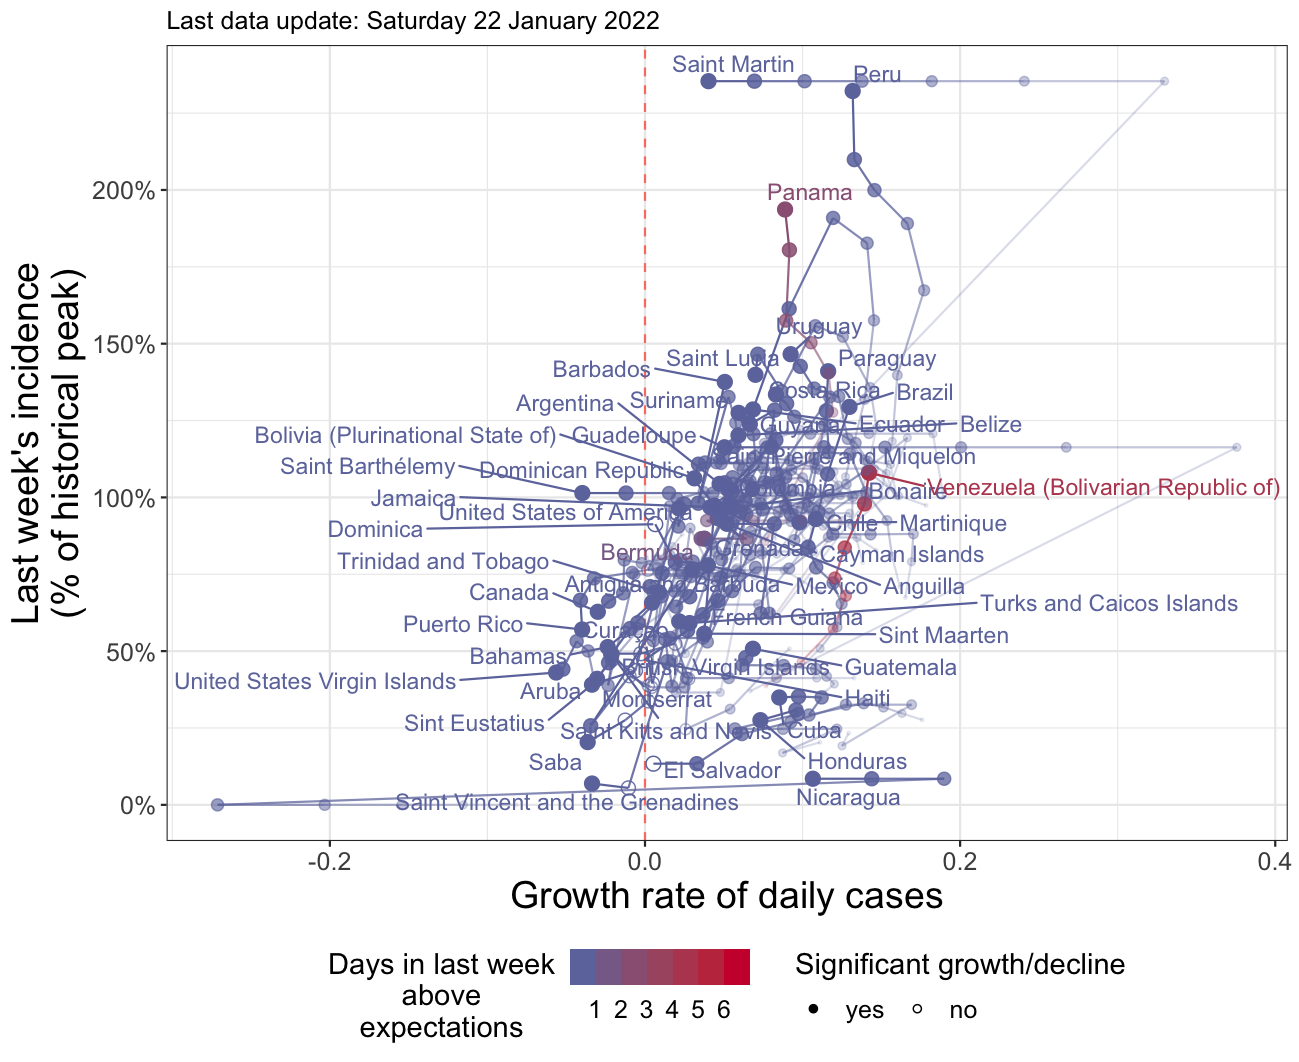 Last data update: Saturday 22 January 2022
Last week's incidence
(% of historical peak)
200%
150%
100%
50%
0%
Saint Martin
Peru
Panama
Uruguay
Saint Lucia
Paraguay
Barbados
Costa Rica
Brazil
Argentina
Suriname
Guyana
Ecuador
Belize
Bolivia (Plurinational State of)
Guadeloupe
Saint Pierre and Miquelon
Saint Barthélemy
Dominican Republic
Colombia
Bonaire
Venezuela (Bolivarian Republic of)
Jamaica
United States of America
Chile
Martinique
Dominica
Bermuda
Grenada
Cayman Islands
Trinidad and Tobago
Antigua and Barbuda
Mexico
Anguilla
Canada
Turks and Caicos Islands
Puerto Rico
Curaçao
French Guiana
Sint Maarten
Bahamas
British Virgin Islands
Guatemala
United States Virgin Islands
Aruba
Montserrat
Haiti
Sint Eustatius
Saint Kitts and Nevis
Cuba
Saba
El Salvador
Honduras
Saint Vincent and the Grenadines
Nicaragua
-0.2
0.0
0.2
0.4
Growth rate of daily cases
Days in last week
above
expectations
1 2 3 4 5 6
Significant growth/decline
yes
no